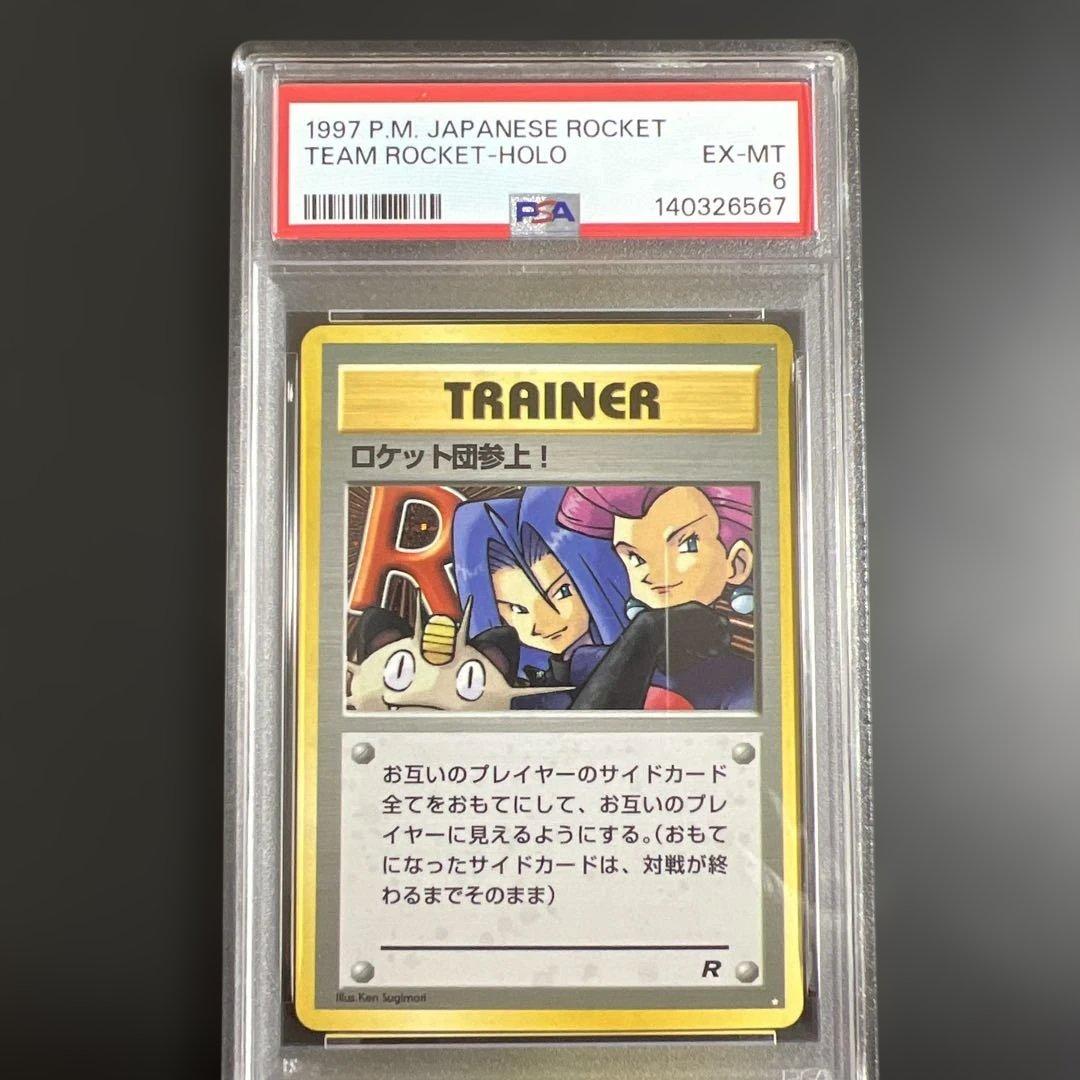 1997 P.M. JAPANESE ROCKET
TEAM ROCKET-HOLO
EX-MT
6
PSA
140326567
TRAINER
ロケット団参上!
R
お互いのプレイヤーのサイドカード
全てをおもてにして、お互いのプレ
イヤーに見えるようにする。(おもて
になったサイドカードは、対戦が終
わるまでそのまま)
R
Illus. Ken Sugimori